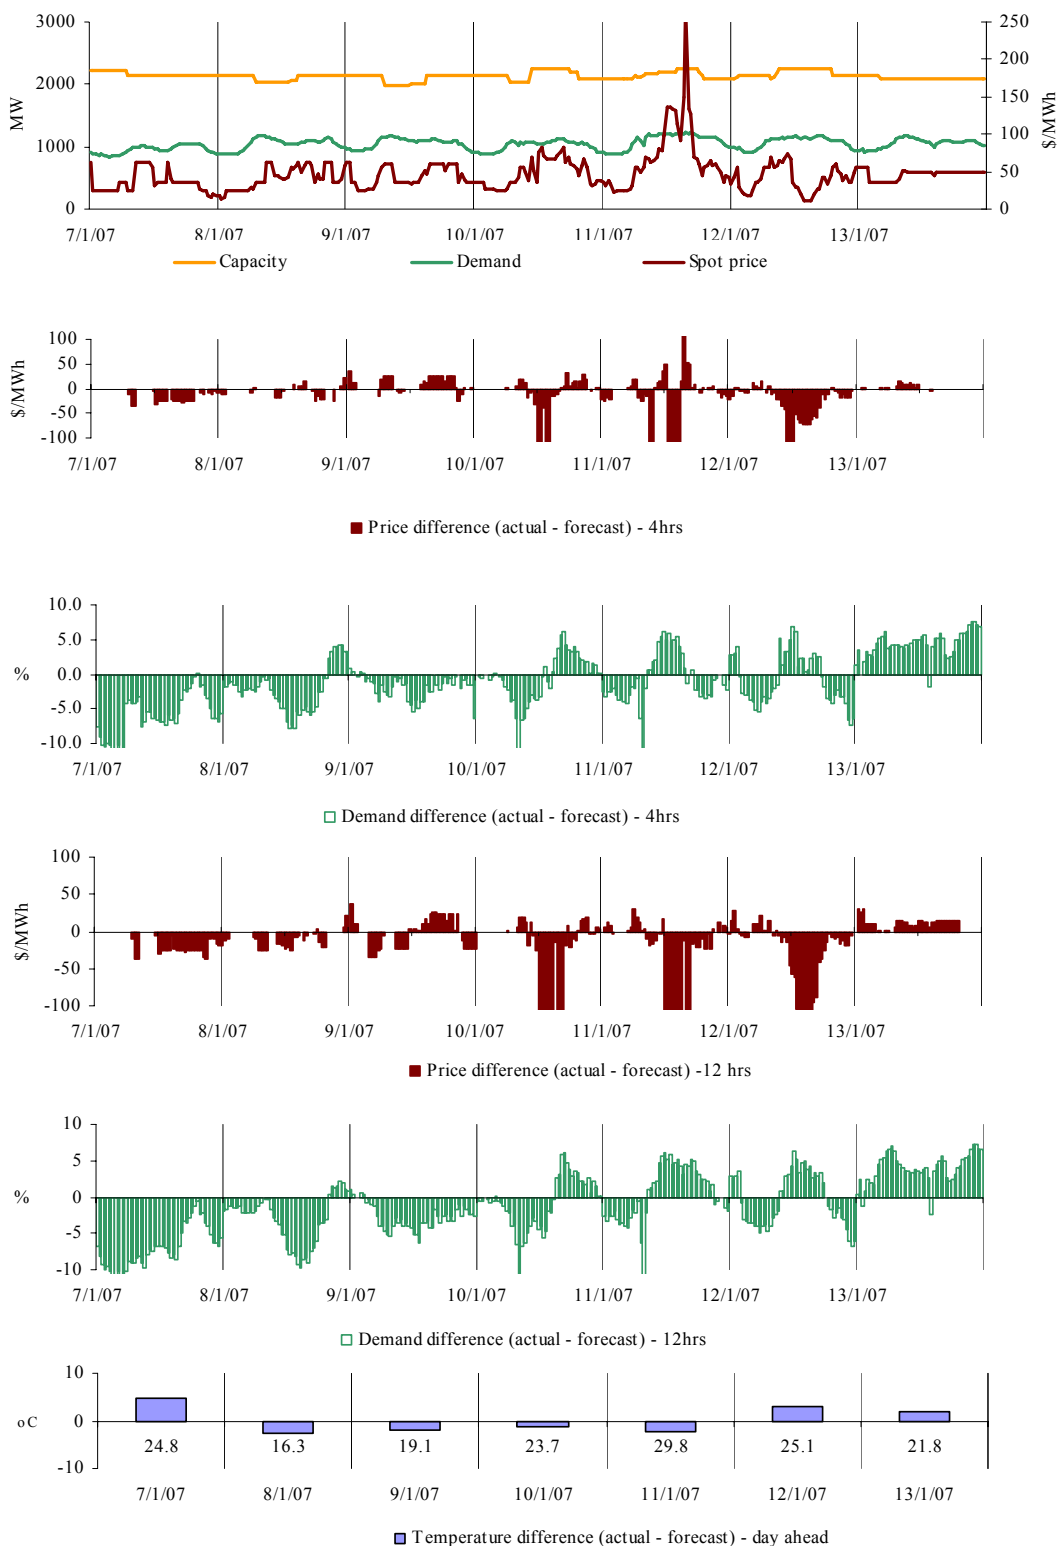 3000 250
200
2000 150
MW $/MWh
1000 100
50
0 0
7/1/07 8/1/07 9/1/07 10/1/07 11/1/07 12/1/07 13/1/07
Capacity Demand Spot price
100
50
$/MWh 0
-50
-100
7/1/07 8/1/07 9/1/07 10/1/07 11/1/07 12/1/07 13/1/07
Price difference (actual - forecast) - 4hrs
10.0
5.0
% 0.0
-5.0
-10.0
7/1/07 8/1/07 9/1/07 10/1/07 11/1/07 12/1/07 13/1/07
Demand difference (actual - forecast) - 4hrs
100
50
$/MWh 0
-50
-100
7/1/07 8/1/07 9/1/07 10/1/07 11/1/07 12/1/07 13/1/07
Price difference (actual - forecast) -12 hrs
10
5
% 0
-5
-10
7/1/07 8/1/07 9/1/07 10/1/07 11/1/07 12/1/07 13/1/07
Demand difference (actual - forecast) - 12hrs
10
oC 0
24.8 16.3 19.1 23.7 29.8 25.1 21.8
-10
7/1/07 8/1/07 9/1/07 10/1/07 11/1/07 12/1/07 13/1/07
Temperature difference (actual - forecast) - day ahead